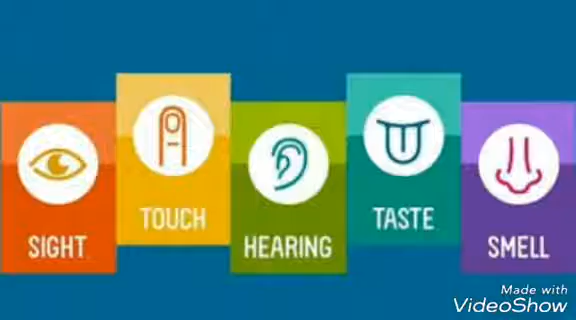 SIGHT
TOUCH
HEARING
TASTE
SMELL
Made with
VideoShow